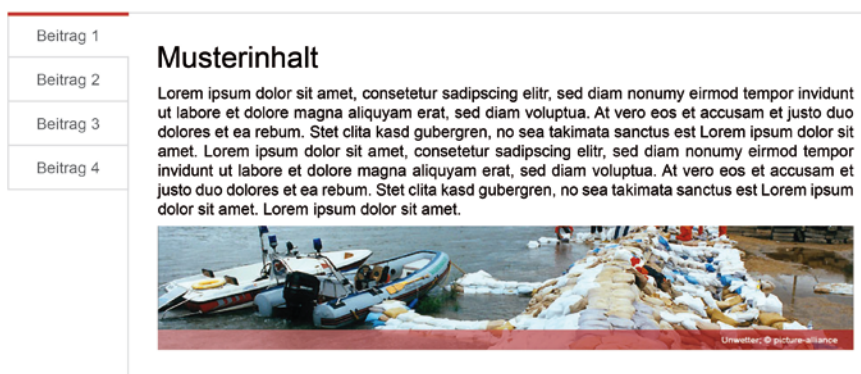 Beitrag 1
Beitrag 2
Beitrag 3
Beitrag 4
Musterinhalt
Lorem ipsum dolor sit amet, consetetur sadipscing elitr, sed diam nonumy eirmod tempor invidunt
ut labore et dolore magna aliquyam erat, sed diam voluptua. At vero eos et accusam et justo duo
dolores et ea rebum. Stet clita kasd gubergren, no sea takimata sanctus est Lorem ipsum dolor sit
amet. Lorem ipsum dolor sit amet, consetetur sadipscing elitr, sed diam nonumy eirmod tempor
invidunt ut labore et dolore magna aliquyam erat, sed diam voluptua. At vero eos et accusam et
justo duo dolores et ea rebum. Stet clita kasd gubergren, no sea takimata sanctus est Lorem ipsum
dolor sit amet. Lorem ipsum dolor sit amet.
Unwetter; © picture-alliance